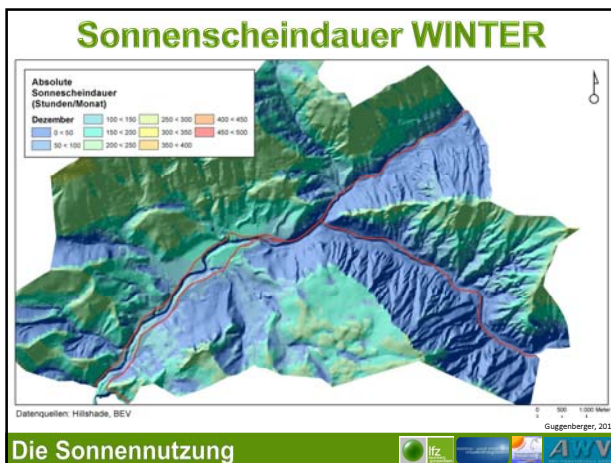 Sonnenscheindauer WINTER
Absolute
Sonnescheindauer
(Stunden/Monat)
Dezember
0 < 50
50 < 100
100 < 150
150 < 200
200 < 250
250 < 300
300 < 350
350 < 400
400 < 450
450 < 500
Datenquellen: Hillshade, BEV
0 500 1.000 Meter
Guggenberger, 201
Die Sonnennutzung
lfz
AWV